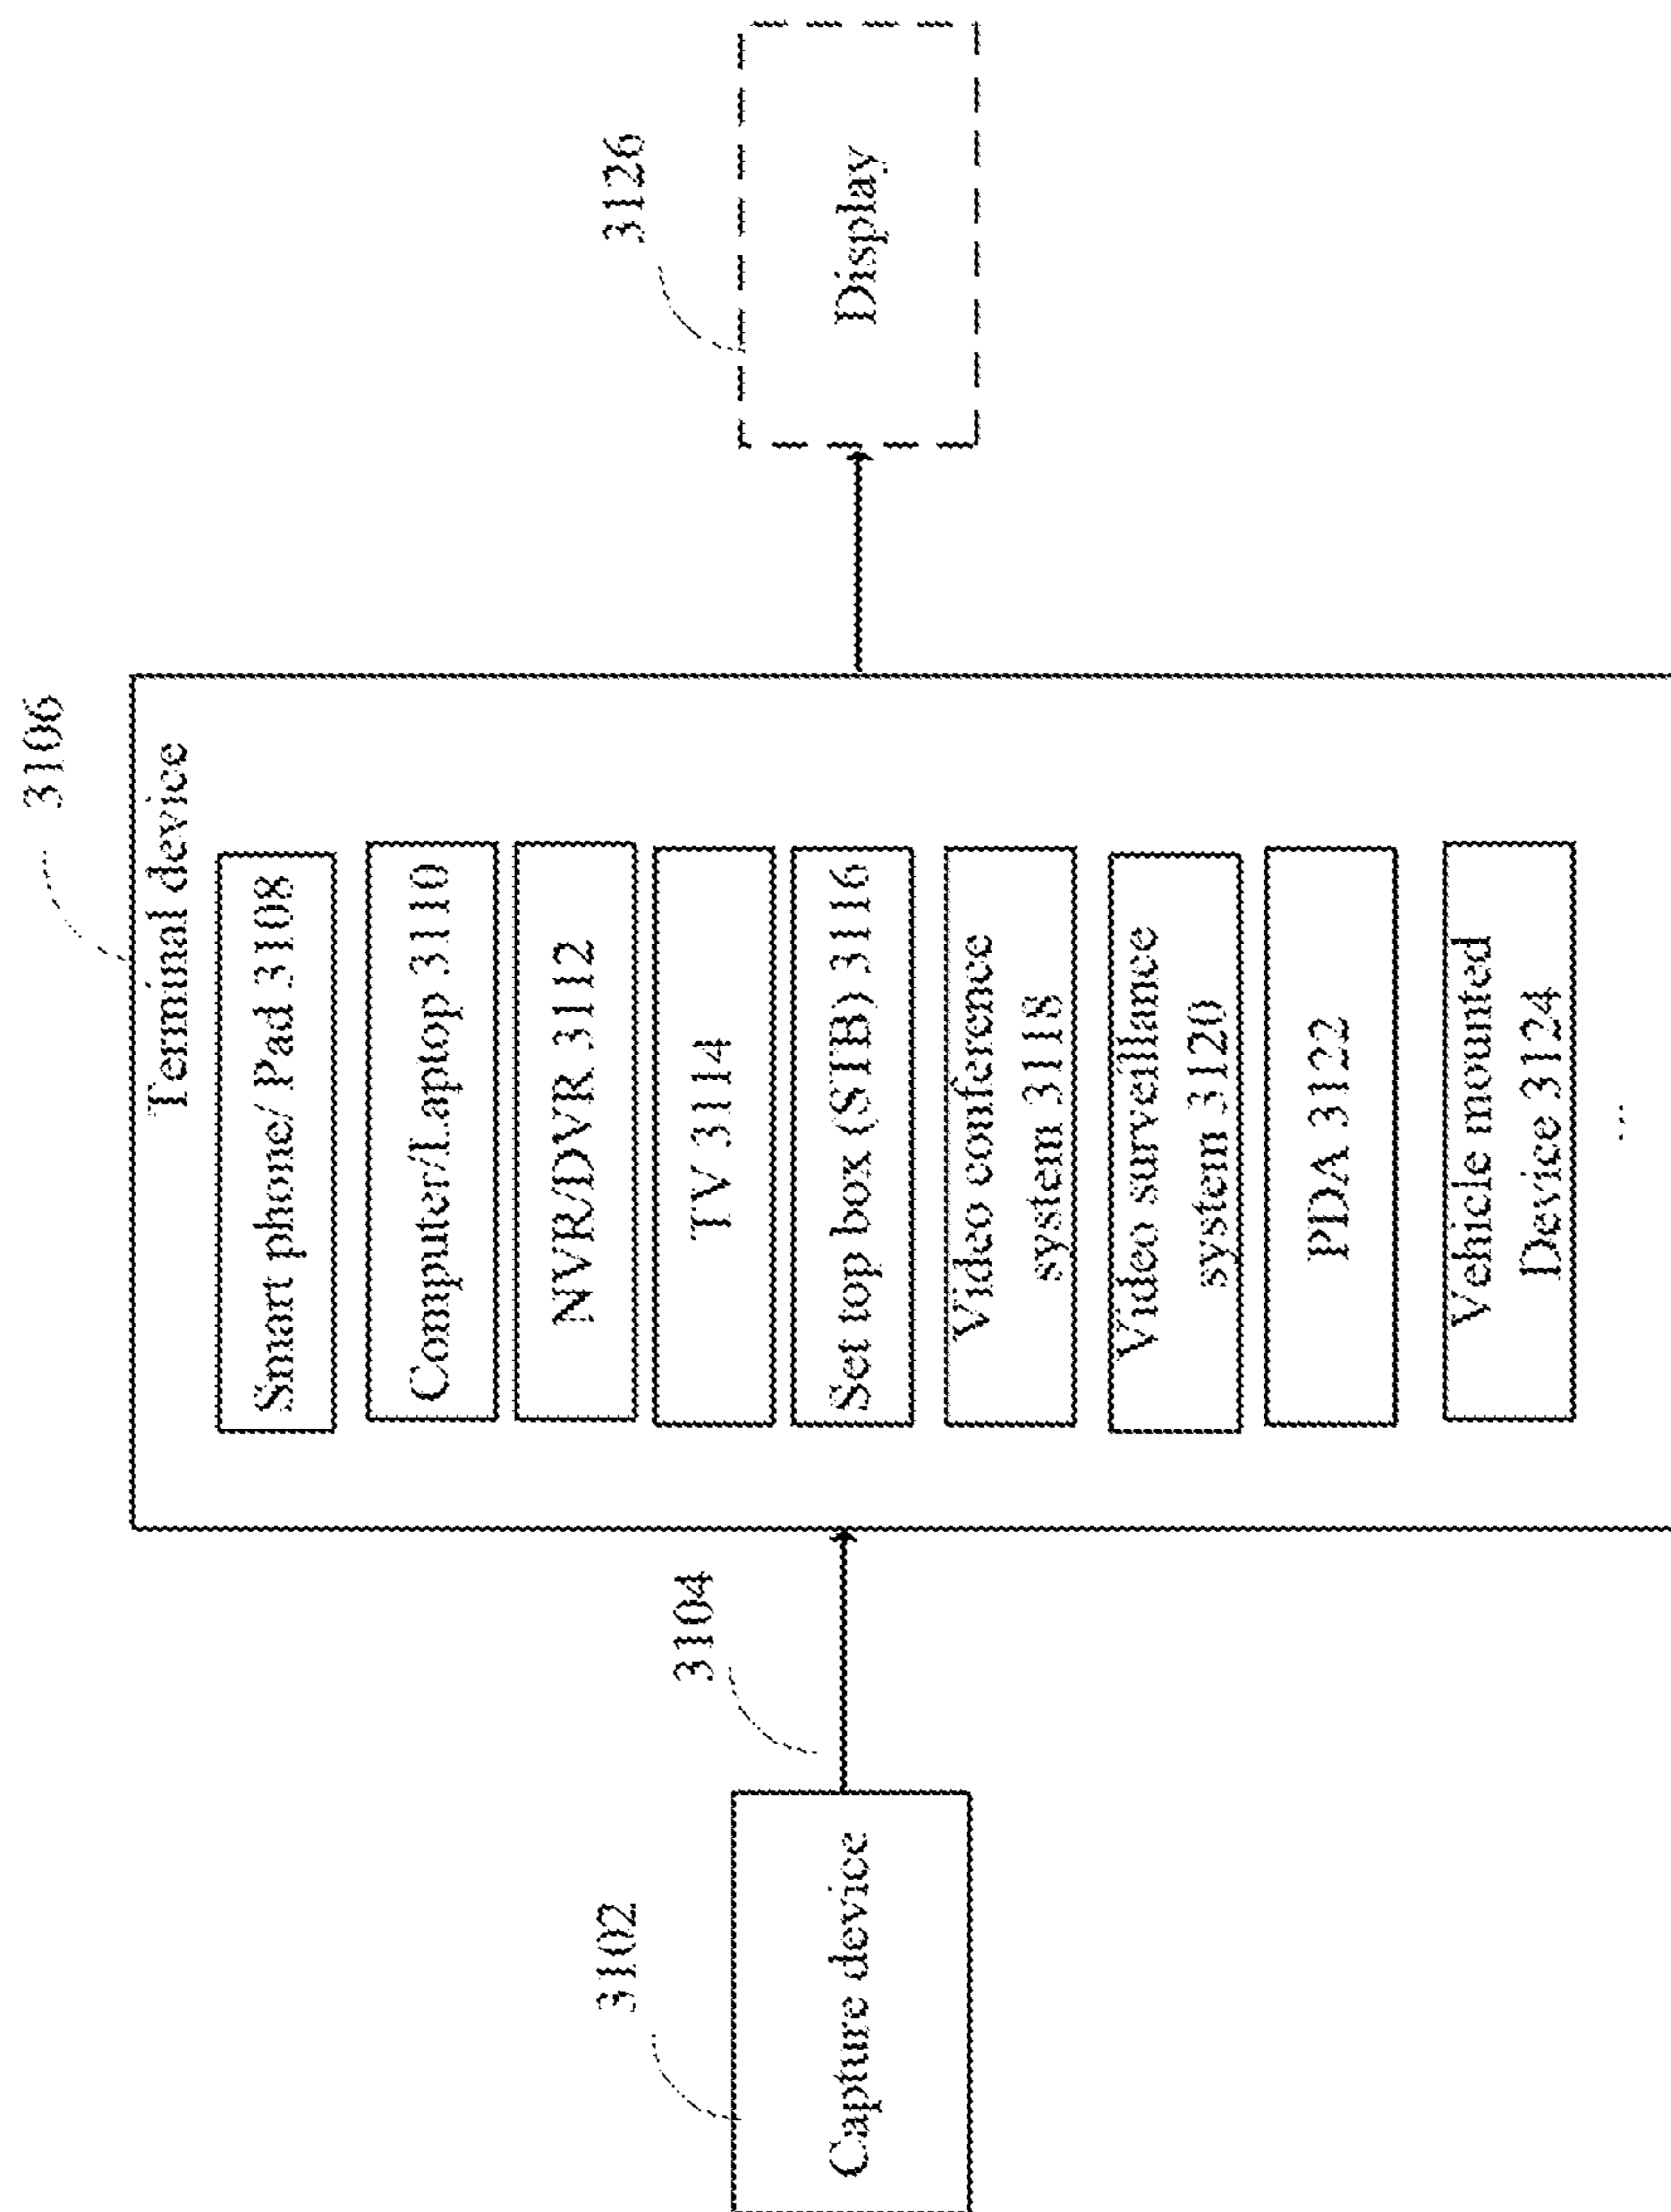 3106
Terminal device
Smart phone/ Pad 3108
Computer/Laptop 3110
NVR/DVR 3112
TV 3114
Set top box (STB) 3116
Video conference
system 3118
Video surveillance
system 3120
PDA 3122
Vehicle mounted
Device 3124
...
3102
Capture device
3104
3126
Display